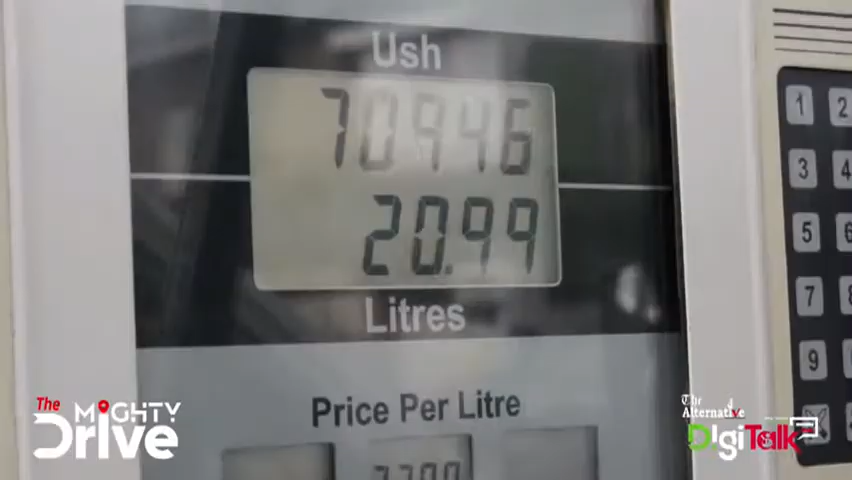 Ush
70946
20.99
Litres
Price Per Litre
1 2
3 4
5 6
7 8
9
The
MIGHTY
Drive
The
Alternative
DigiTalk